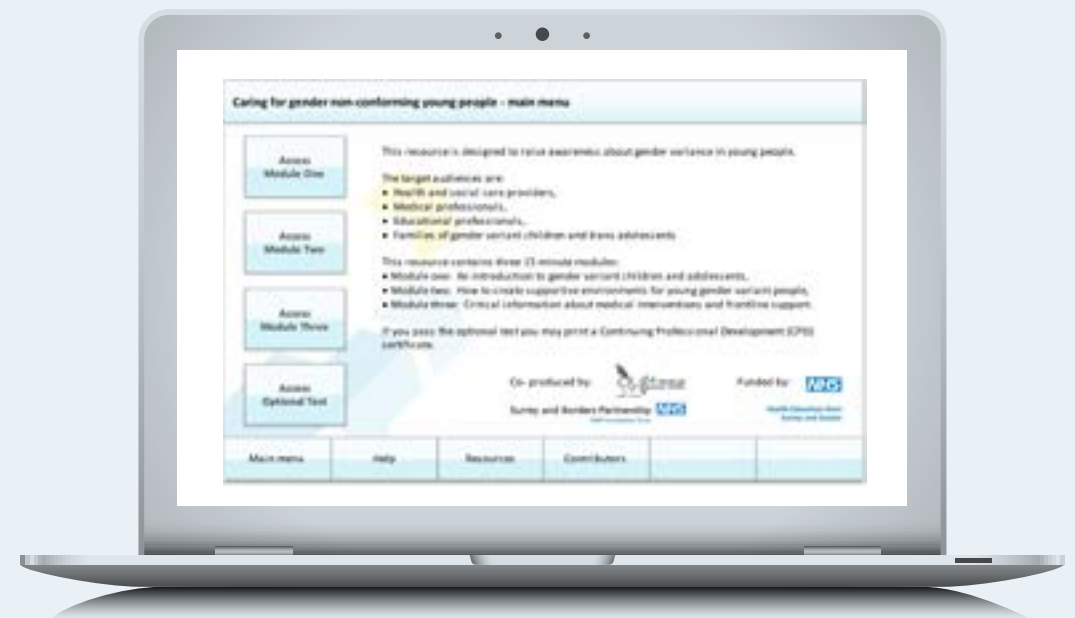 Caring for gender non-conforming young people - main menu
Access
Module One
Access
Module Two
Access
Module Three
Access
Optional Test
This resource is designed to raise awareness about gender variance in young people.
The target audiences are:
• Health and social care providers,
• Medical professionals,
• Educational professionals,
• Families of gender variant children and trans adolescents
This resource contains three 15 minute modules:
• Module one: An introduction to gender variant children and adolescents,
• Module two: How to create supportive environments for young gender variant people,
• Module three: Critical information about medical interventions and frontline support.
If you pass the optional test you may print a Continuing Professional Development (CPD)
certificate.
Co- produced by:
Funded by:
NHS
Surrey and Borders Partnership NHS
Main menu
Help
Resources
Contributors